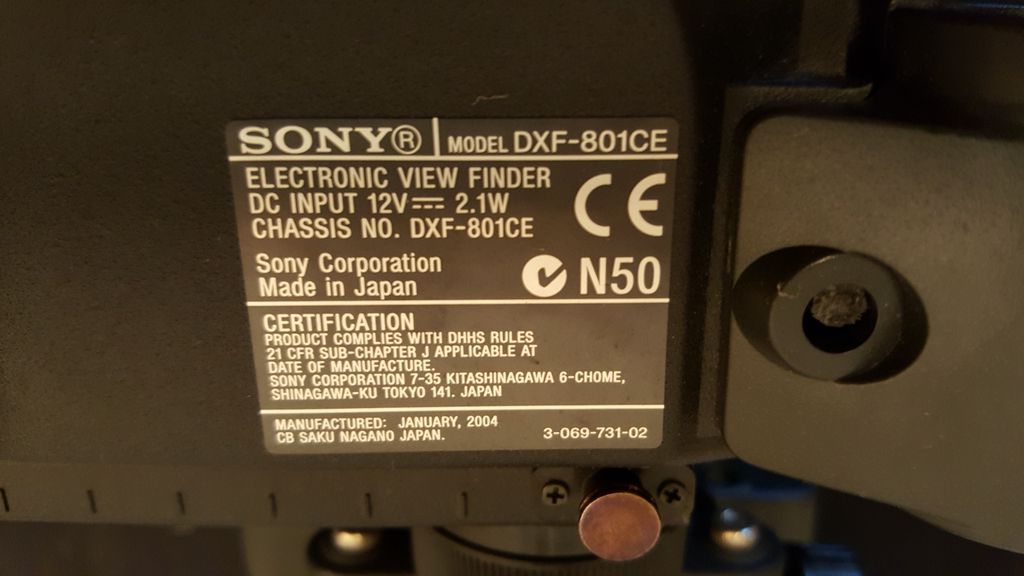 SONY® MODEL DXF-801CE
ELECTRONIC VIEW FINDER
DC INPUT 12V⎓ 2.1W
CHASSIS NO. DXF-801CE
CE
Sony Corporation
Made in Japan
N50
CERTIFICATION
PRODUCT COMPLIES WITH DHHS RULES
21 CFR SUB-CHAPTER J APPLICABLE AT
DATE OF MANUFACTURE.
SONY CORPORATION 7-35 KITASHINAGAWA 6-CHOME,
SHINAGAWA-KU TOKYO 141. JAPAN
MANUFACTURED: JANUARY, 2004
CB SAKU NAGANO JAPAN.
3-069-731-02